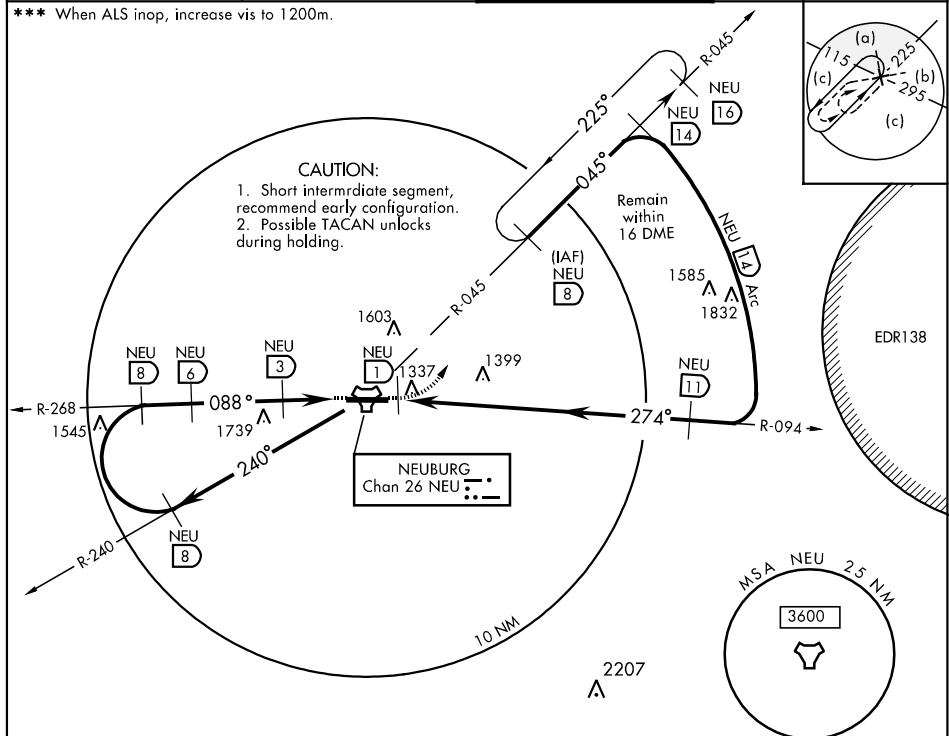 *** When ALS inop, increase vis to 1200m.
R-045
NEU
16
NEU
14
225°
045°
(a)
115
225
(c)
(b)
295
(c)
CAUTION:
1. Short intermrdiate segment,
recommend early configuration.
2. Possible TACAN unlocks
during holding.
Remain
within
16 DME
NEU 14 Arc
(IAF)
NEU
8
R-045
1585
1832
EDR138
1603
NEU
8
NEU
6
NEU
3
NEU
1
1337
1399
NEU
11
R-268
088°
274°
R-094
1545
1739
240°
NEUBURG
Chan 26 NEU
NEU
8
R-240
10 NM
MSA NEU 25 NM
3600
2207